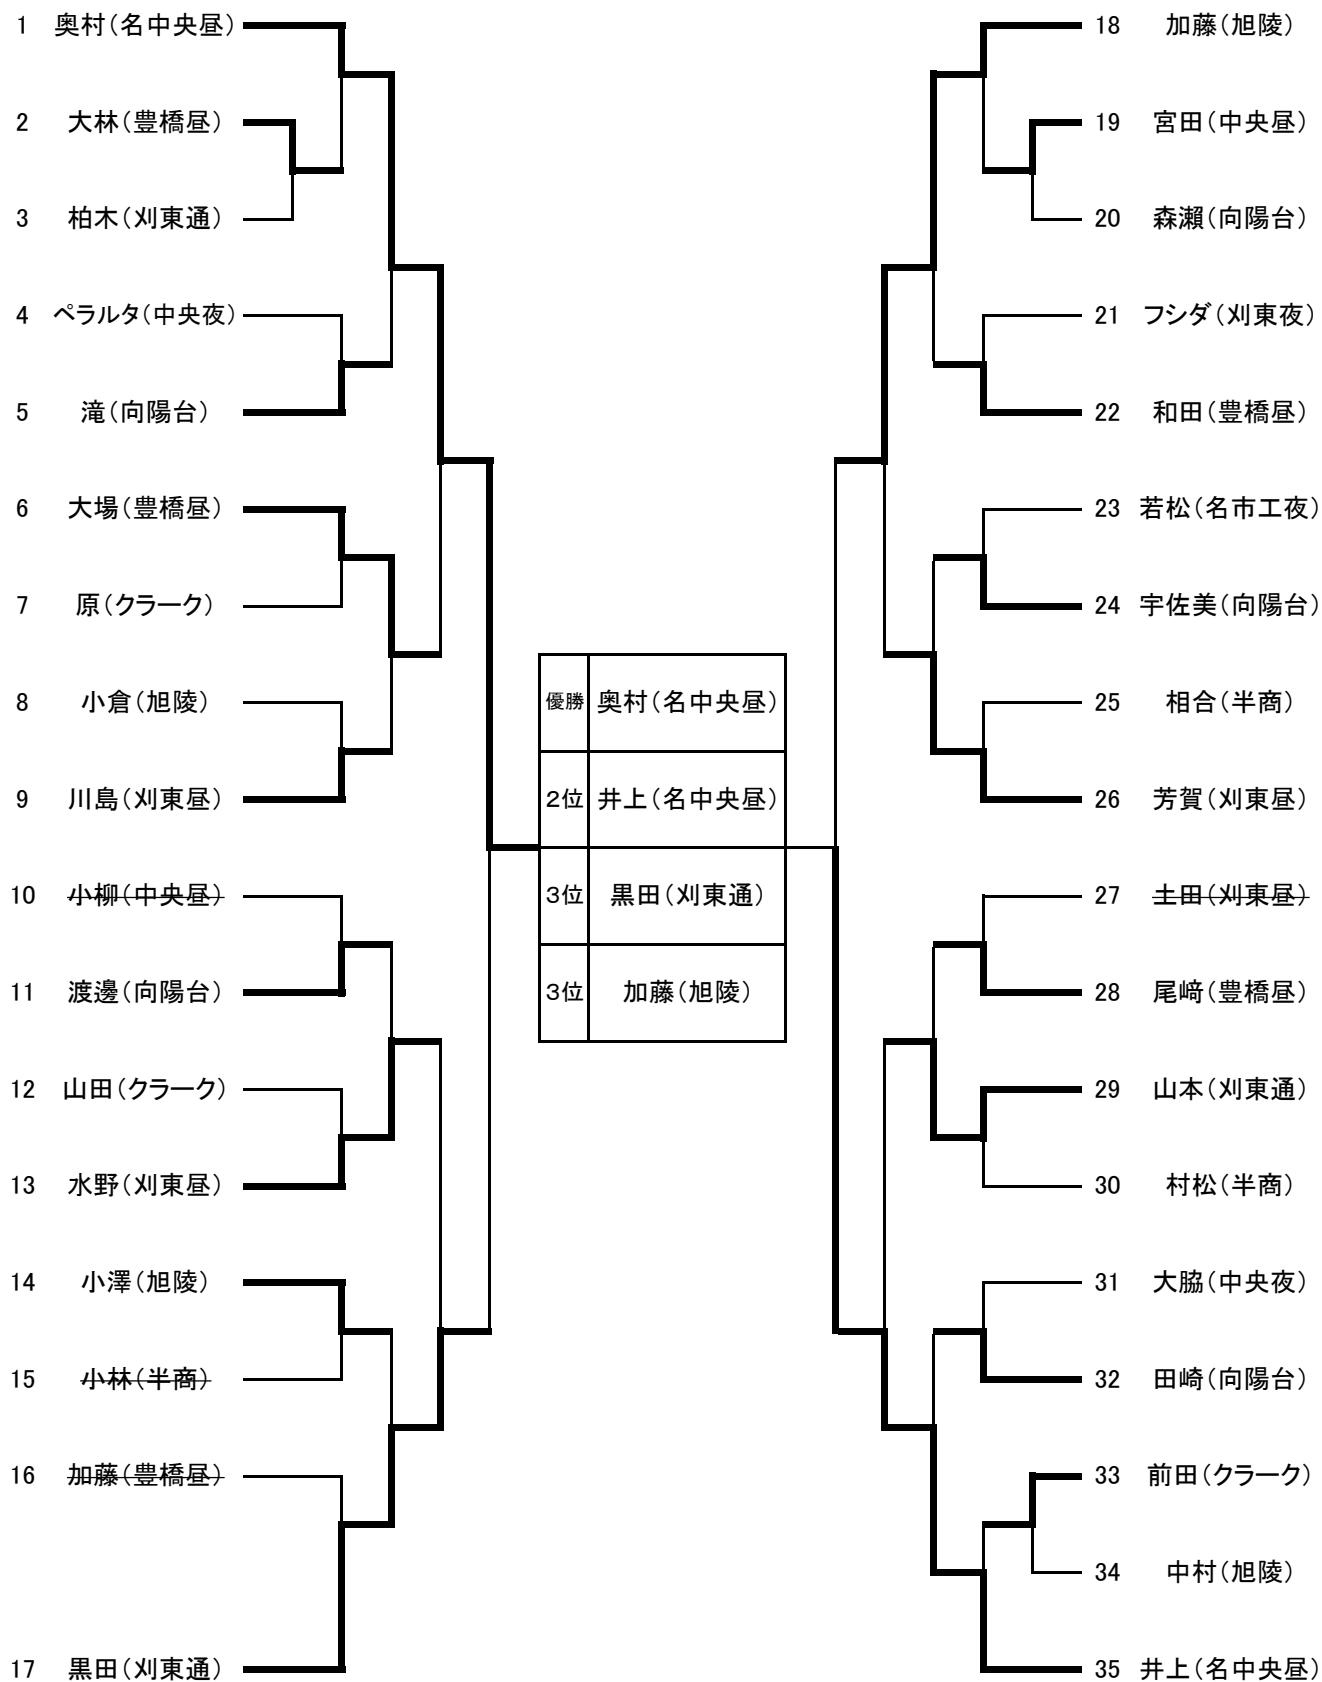 1 奥村(名中央昼)
2 大林(豊橋昼)
3 柏木(刈東通)
4 ペラルタ(中央夜)
5 滝(向陽台)
6 大場(豊橋昼)
7 原(クラーク)
8 小倉(旭陵)
9 川島(刈東昼)
10 小柳(中央昼)
11 渡邊(向陽台)
12 山田(クラーク)
13 水野(刈東昼)
14 小澤(旭陵)
15 小林(半商)
16 加藤(豊橋昼)
17 黒田(刈東通)
優勝 奥村(名中央昼)
2位 井上(名中央昼)
3位 黒田(刈東通)
3位 加藤(旭陵)
18 加藤(旭陵)
19 宮田(中央昼)
20 森瀨(向陽台)
21 フシダ(刈東夜)
22 和田(豊橋昼)
23 若松(名市工夜)
24 宇佐美(向陽台)
25 相合(半商)
26 芳賀(刈東昼)
27 土田(刈東昼)
28 尾﨑(豊橋昼)
29 山本(刈東通)
30 村松(半商)
31 大脇(中央夜)
32 田崎(向陽台)
33 前田(クラーク)
34 中村(旭陵)
35 井上(名中央昼)